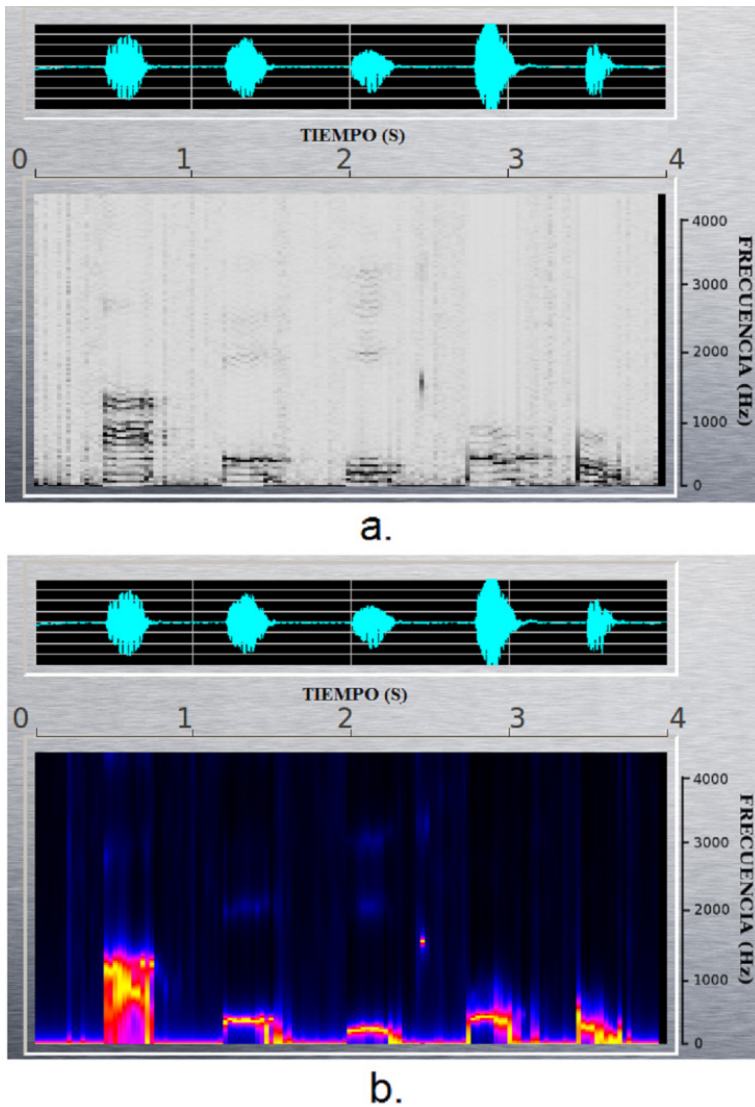 TIEMPO (S)
0 1 2 3 4
4000
3000
2000
1000
0
FRECUENCIA (Hz)
a.
TIEMPO (S)
0 1 2 3 4
4000
3000
2000
1000
0
FRECUENCIA (Hz)
b.